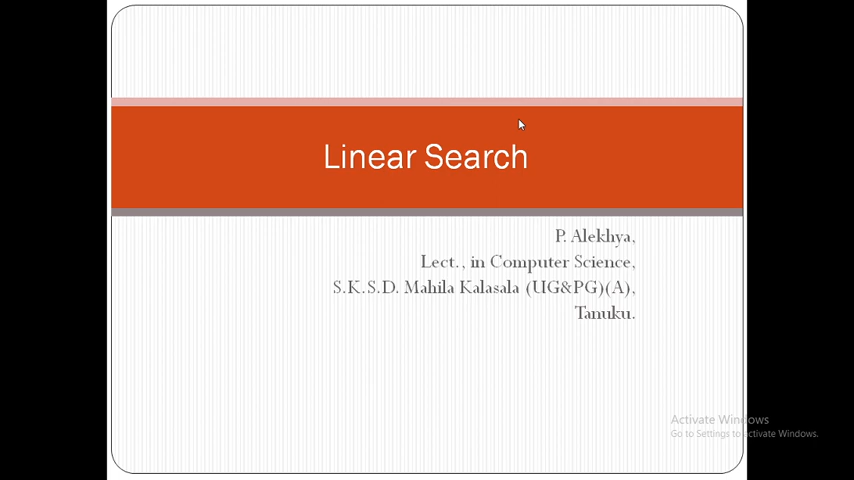 Linear Search
P. Alekhya,
Lect., in Computer Science,
S.K.S.D. Mahila Kalasala (UG&PG)(A),
Tanuku.
Activate Windows
Go to Settings to activate Windows.